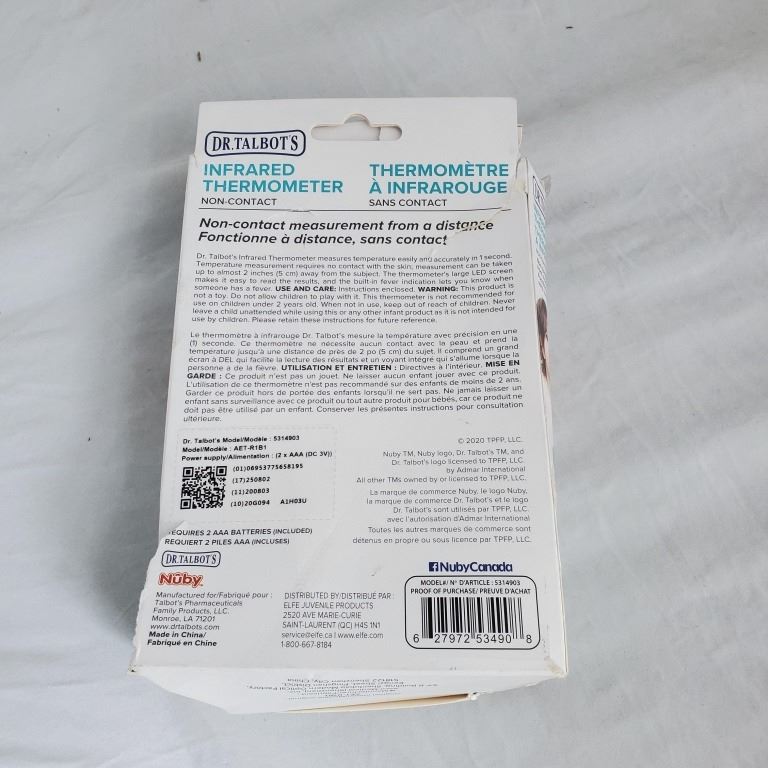 DR.TALBOT'S
INFRARED
THERMOMETER
NON-CONTACT
THERMOMÈTRE
À INFRAROUGE
SANS CONTACT
Non-contact measurement from a distance
Fonctionne à distance, sans contact
Dr. Talbot's Infrared Thermometer measures temperature easily and accurately in 1 second.
Temperature measurement requires no contact with the skin; measurement can be taken
up to almost 2 inches (5 cm) away from the subject. The thermometer's large LED screen
makes it easy to read the results, and the built-in fever indication lets you know when
someone has a fever. USE AND CARE: Instructions enclosed. WARNING: This product is
not a toy. Do not allow children to play with it. This thermometer is not recommended for
use on children under 2 years old. When not in use, keep out of reach of children. Never
leave a child unattended while using this or any other infant product as it is not intended for
use by children. Please retain these instructions for future reference.
Le thermomètre à infrarouge Dr. Talbot's mesure la température avec précision en une
(1) seconde. Ce thermomètre ne nécessite aucun contact avec la peau et prend la
température jusqu'à une distance de près de 2 po (5 cm) du sujet. Il comprend un grand
écran à DEL qui facilite la lecture des résultats et un voyant intégré qui s'allume lorsque la
personne a de la fièvre. UTILISATION ET ENTRETIEN : Directives à l'intérieur. MISE EN
GARDE : Ce produit n'est pas un jouet. Ne laisser aucun enfant jouer avec ce produit.
L'utilisation de ce thermomètre n'est pas recommandé sur des enfants de moins de 2 ans.
Garder ce produit hors de portée des enfants lorsqu'il ne sert pas. Ne jamais laisser un
enfant sans surveillance avec ce produit ou tout autre produit pour bébés, car ce produit ne
doit pas être utilisé par un enfant. Conserver les présentes instructions pour consultation
ultérieure.
Dr. Talbot's Model/Modèle : 5314903
Model/Modèle : AET-R1B1
Power supply/Alimentation : (2 x AAA (DC 3V))
(01)06953775658195
(17)250802
(11)200803
(10)20G094 A1H03U
© 2020 TPFP, LLC.
Nuby TM, Nuby logo, Dr. Talbot's TM, and
Dr. Talbot's logo licensed to TPFP, LLC.
by Admar International
All other TMs owned by or licensed to TPFP, LLC.
La marque de commerce Nuby, le logo Nuby,
la marque de commerce Dr. Talbot's et le logo
Dr. Talbot's sont utilisés par TPFP, LLC.
avec l'autorisation d'Admar International
Toutes les autres marques de commerce sont
détenus en propre ou sous licence par TPFP, LLC.
EQUIRES 2 AAA BATTERIES (INCLUDED)
REQUIERT 2 PILES AAA (INCLUSES)
DR.TALBOT'S
Nüby
Manufactured for/Fabriqué pour :
Talbot's Pharmaceuticals
Family Products, LLC.
Monroe, LA 71201
www.drtalbots.com
Made in China/
Fabriqué en Chine
DISTRIBUTED BY/DISTRIBUÉ PAR :
ELFE JUVENILE PRODUCTS
2520 AVE MARIE-CURIE
SAINT-LAURENT (QC) H4S 1N1
service@elfe.ca | www.elfe.com
1-800-667-8184
f NubyCanada
MODEL#/ N° D'ARTICLE : 5314903
PROOF OF PURCHASE/ PREUVE D'ACHAT
6 27972 53490 8